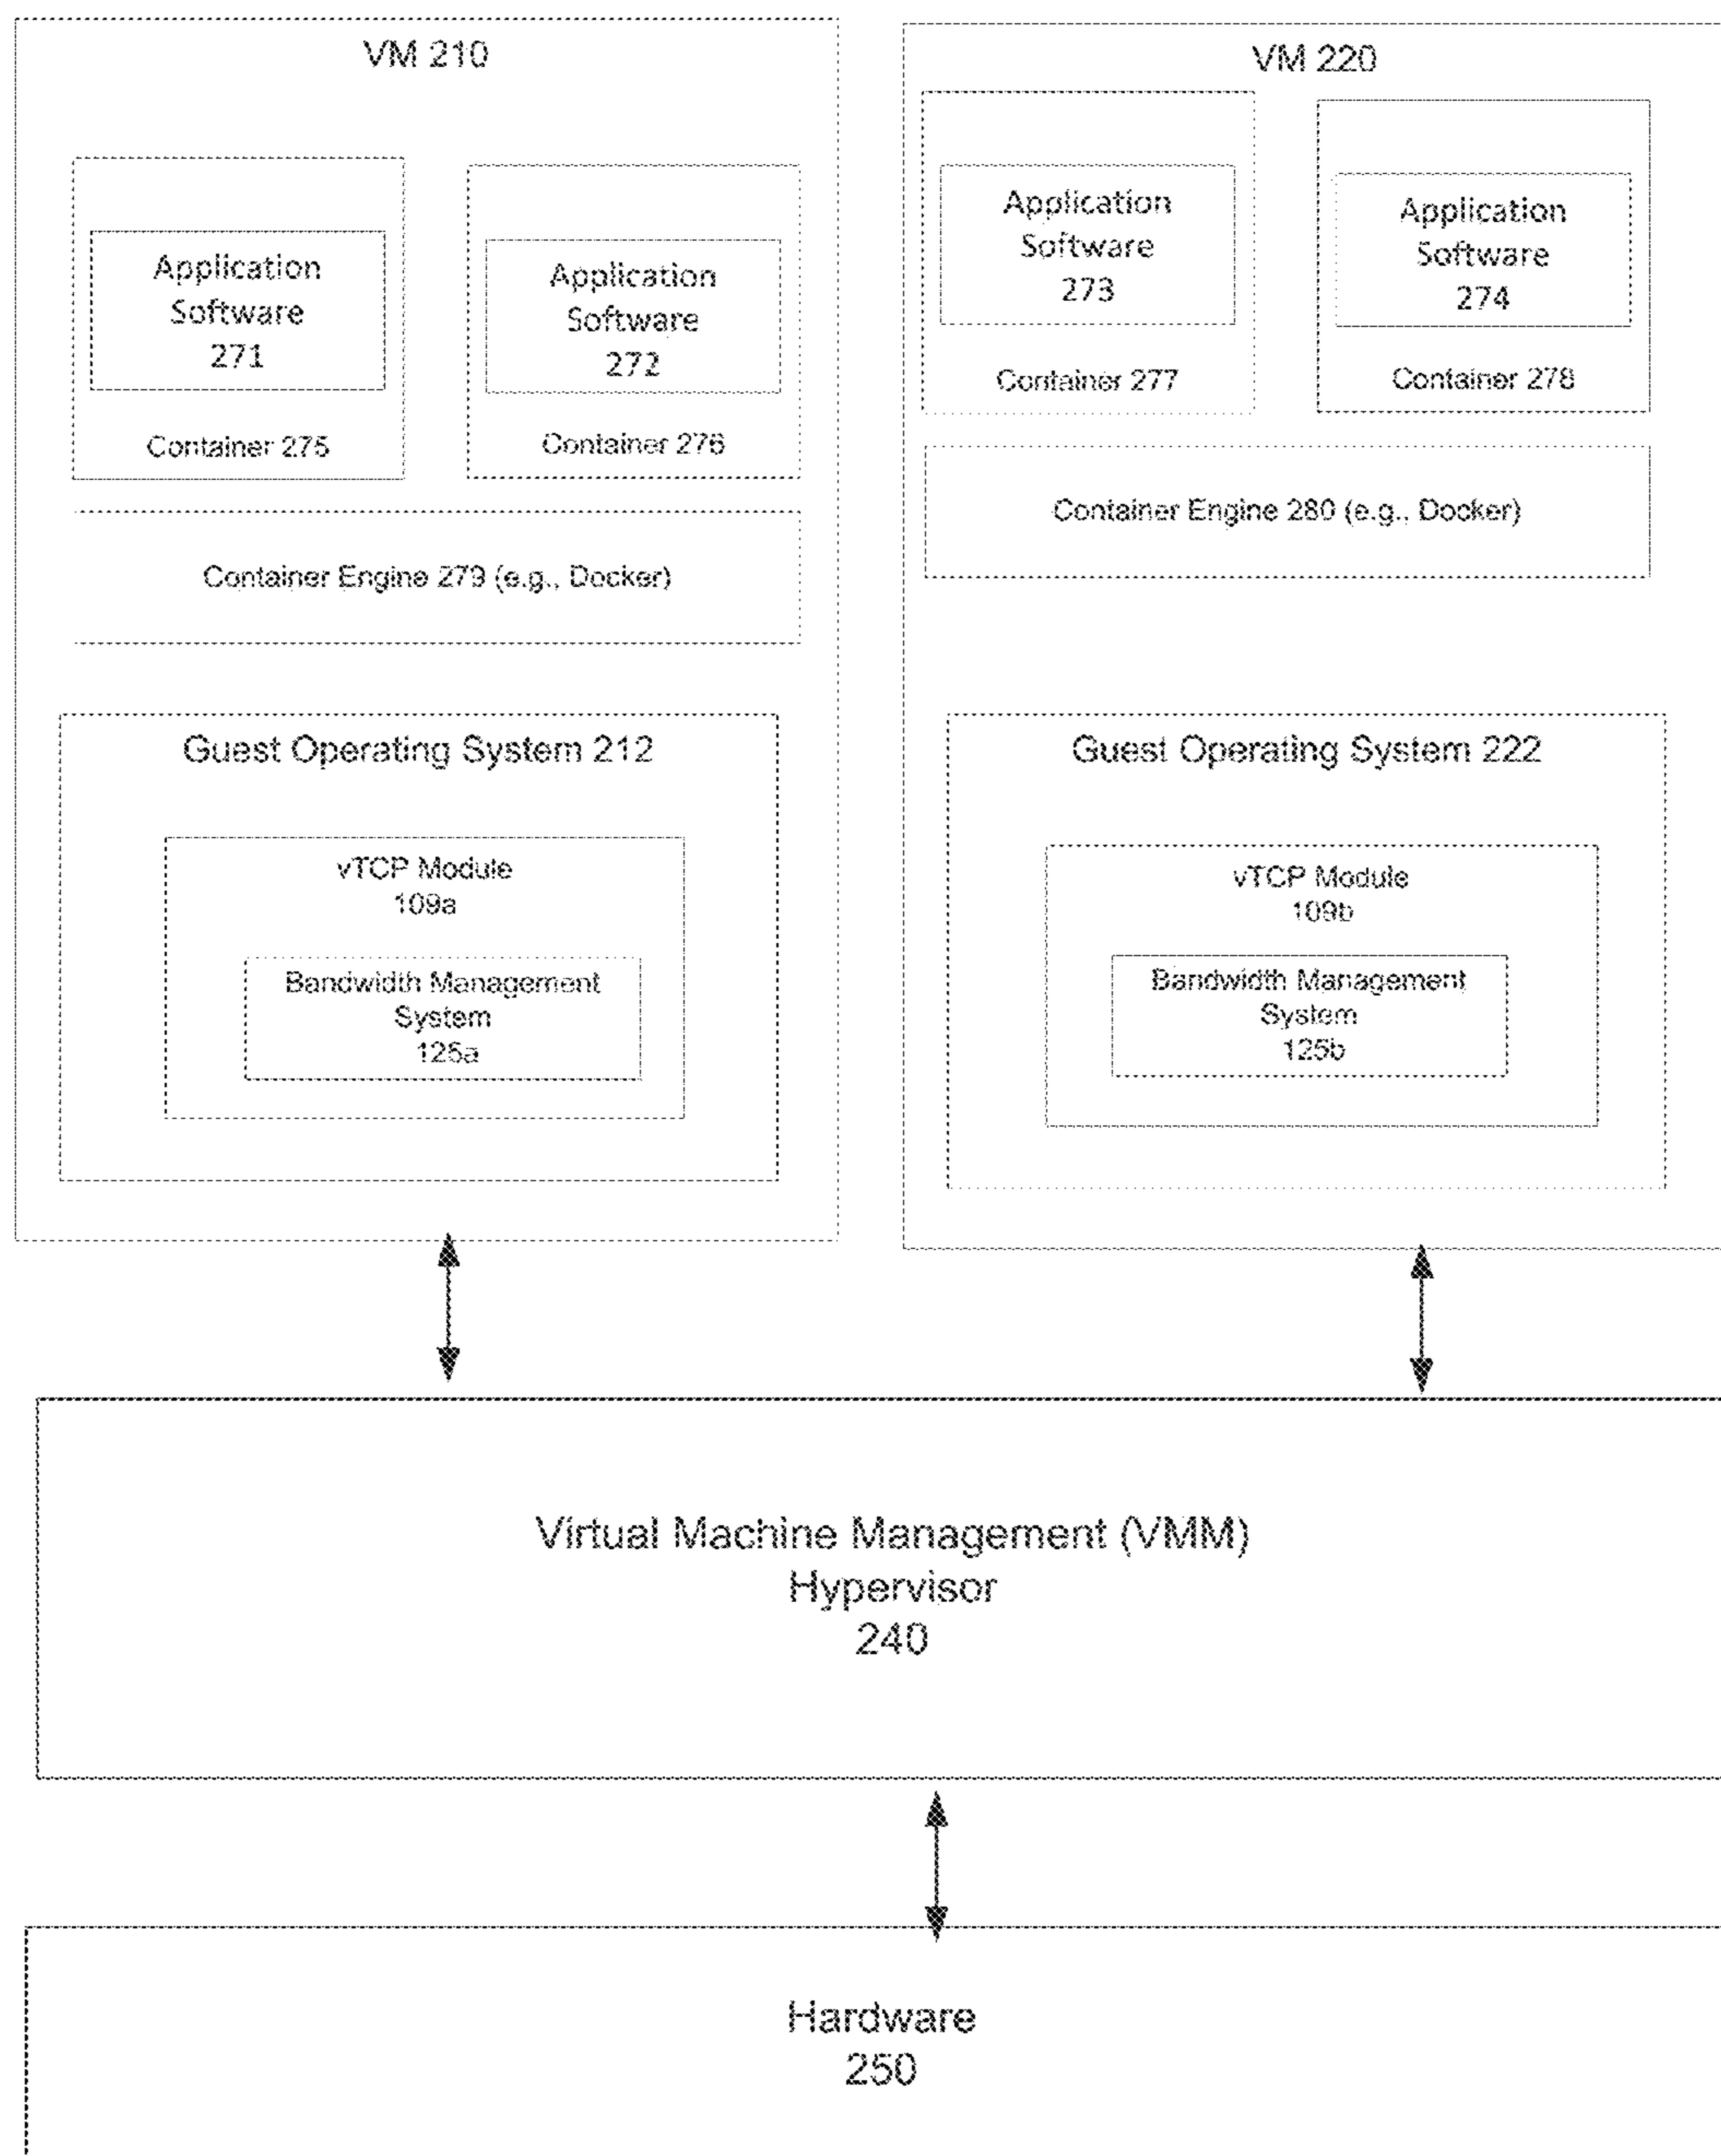 VM 210
Application
Software
271
Container 275
Application
Software
272
Container 276
Container Engine 279 (e.g., Docker)
Guest Operating System 212
vTCP Module
109a
Bandwidth Management
System
125a
VM 220
Application
Software
273
Container 277
Application
Software
274
Container 278
Container Engine 280 (e.g., Docker)
Guest Operating System 222
vTCP Module
109b
Bandwidth Management
System
125b
Virtual Machine Management (VMM)
Hypervisor
240
Hardware
250